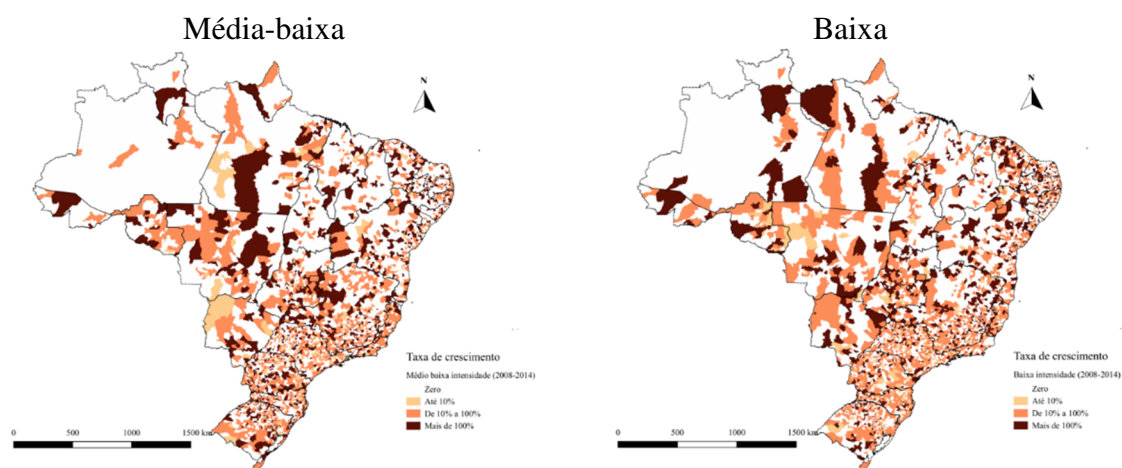 Média-baixa
N
Taxa de crescimento
Médio baixa intensidade (2008-2014)
Zero
Até 10%
De 10% a 100%
Mais de 100%
0 500 1000 1500 km
Baixa
N
Taxa de crescimento
Baixa intensidade (2008-2014)
Zero
Até 10%
De 10% a 100%
Mais de 100%
0 500 1000 1500 km